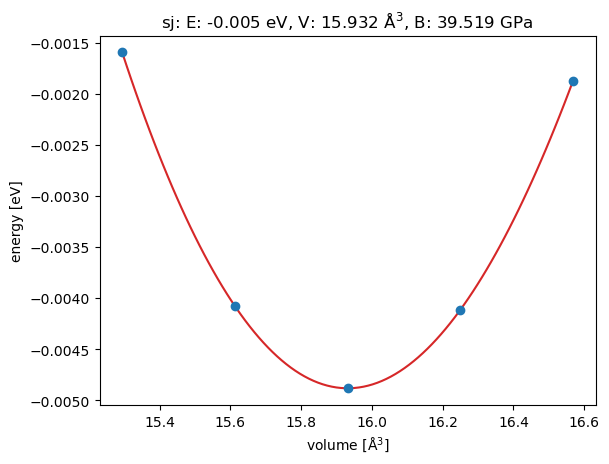 sj: E: -0.005 eV, V: 15.932 Å³, B: 39.519 GPa
−0.0015
−0.0020
−0.0025
−0.0030
−0.0035
−0.0040
−0.0045
−0.0050
energy [eV]
15.4 15.6 15.8 16.0 16.2 16.4 16.6
volume [Å³]